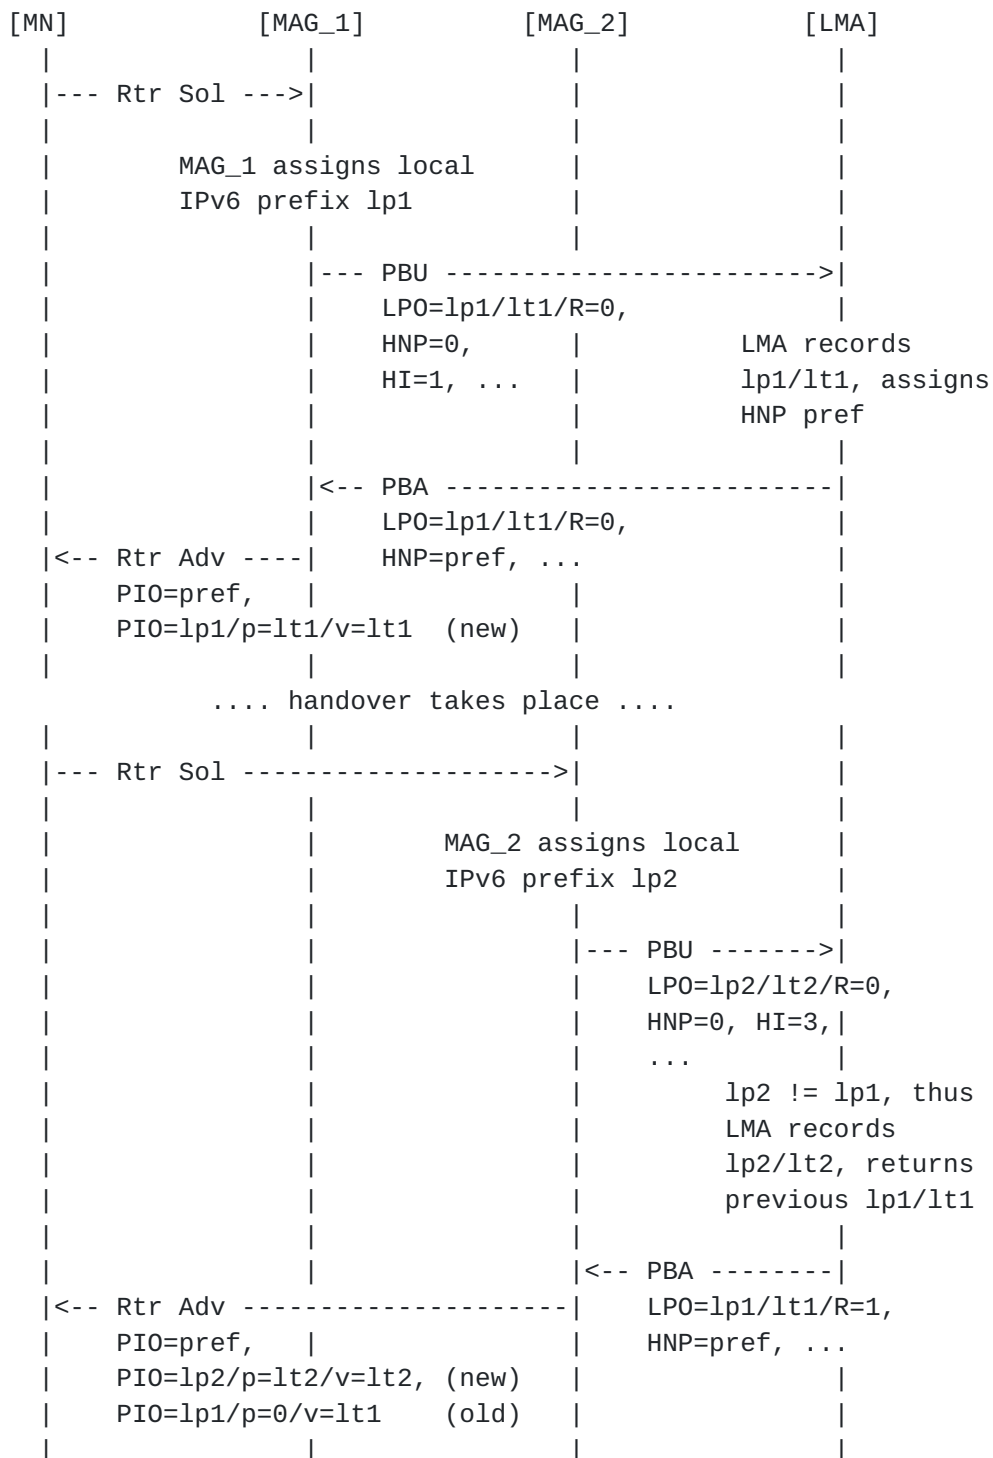 [MN]            [MAG_1]          [MAG_2]           [LMA]
  |                |                |                |
  |--- Rtr Sol --->|                |                |
  |                |                |                |
  |        MAG_1 assigns local      |                |
  |        IPv6 prefix lp1          |                |
  |                |                |                |
  |                |--- PBU ------------------------>|
  |                |    LPO=lp1/lt1/R=0,             |
  |                |    HNP=0,      |          LMA records
  |                |    HI=1, ...   |          lp1/lt1, assigns
  |                |                |          HNP pref
  |                |                |                |
  |                |<-- PBA -------------------------|
  |                |    LPO=lp1/lt1/R=0,             |
  |<-- Rtr Adv ----|    HNP=pref, ...                |
  |    PIO=pref,   |                |                |
  |    PIO=lp1/p=lt1/v=lt1  (new)   |                |
  |                |                |                |
             .... handover takes place ....
  |                |                |                |
  |--- Rtr Sol -------------------->|                |
  |                |                |                |
  |                |        MAG_2 assigns local      |
  |                |        IPv6 prefix lp2          |
  |                |                |                |
  |                |                |--- PBU ------->|
  |                |                |    LPO=lp2/lt2/R=0,
  |                |                |    HNP=0, HI=3,|
  |                |                |    ...         |
  |                |                |         lp2 != lp1, thus
  |                |                |         LMA records
  |                |                |         lp2/lt2, returns
  |                |                |         previous lp1/lt1
  |                |                |                |
  |                |                |<-- PBA --------|
  |<-- Rtr Adv ---------------------|    LPO=lp1/lt1/R=1,
  |    PIO=pref,   |                |    HNP=pref, ...
  |    PIO=lp2/p=lt2/v=lt2, (new)   |                |
  |    PIO=lp1/p=0/v=lt1    (old)   |                |
  |                |                |                |